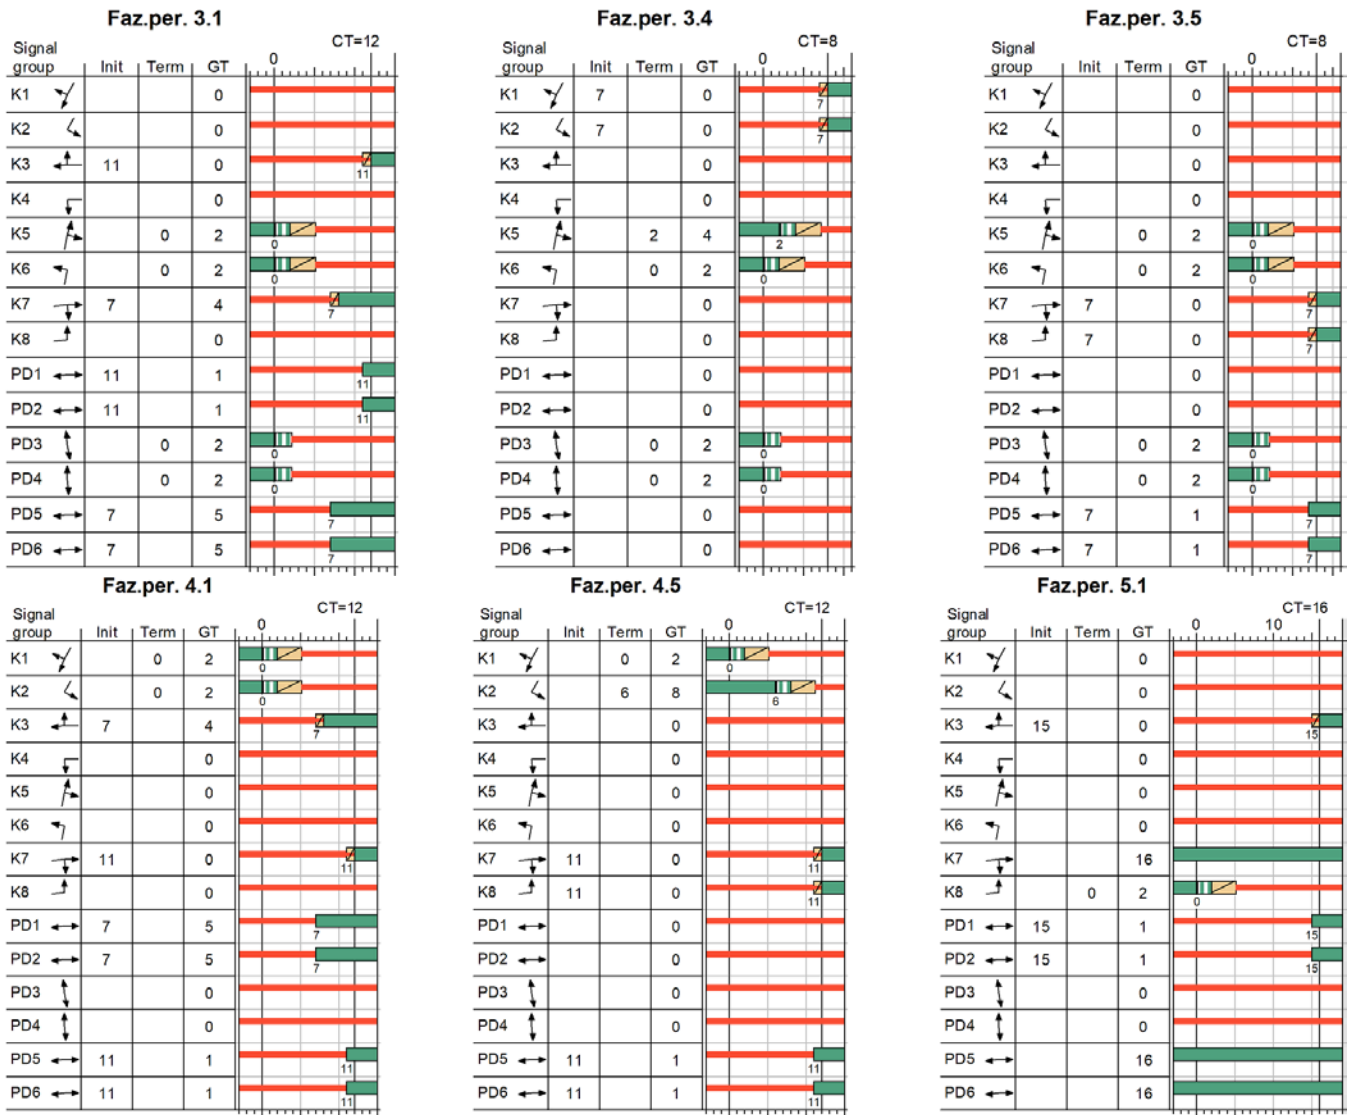 Faz.per. 3.1
CT=12
Signal group Init Term GT 0
K1 0
K2 0
K3 11 0 11
K4 0
K5 0 2 0
K6 0 2 0
K7 7 4 7
K8 0
PD1 11 1 11
PD2 11 1 11
PD3 0 2 0
PD4 0 2 0
PD5 7 5 7
PD6 7 5 7
Faz.per. 3.4
CT=8
Signal group Init Term GT 0
K1 7 0 7
K2 7 0 7
K3 0
K4 0
K5 2 4 2
K6 0 2 0
K7 0
K8 0
PD1 0
PD2 0
PD3 0 2 0
PD4 0 2 0
PD5 0
PD6 0
Faz.per. 3.5
CT=8
Signal group Init Term GT 0
K1 0
K2 0
K3 0
K4 0
K5 0 2 0
K6 0 2 0
K7 7 0 7
K8 7 0 7
PD1 0
PD2 0
PD3 0 2 0
PD4 0 2 0
PD5 7 1 7
PD6 7 1 7
Faz.per. 4.1
CT=12
Signal group Init Term GT 0
K1 0 2 0
K2 0 2 0
K3 7 4 7
K4 0
K5 0
K6 0
K7 11 0 11
K8 0
PD1 7 5 7
PD2 7 5 7
PD3 0
PD4 0
PD5 11 1 11
PD6 11 1 11
Faz.per. 4.5
CT=12
Signal group Init Term GT 0
K1 0 2 0
K2 6 8 6
K3 0
K4 0
K5 0
K6 0
K7 11 0 11
K8 11 0 11
PD1 0
PD2 0
PD3 0
PD4 0
PD5 11 1 11
PD6 11 1 11
Faz.per. 5.1
CT=16
Signal group Init Term GT 0 10
K1 0
K2 0
K3 15 0 15
K4 0
K5 0
K6 0
K7 16
K8 0 2 0
PD1 15 1 15
PD2 15 1 15
PD3 0
PD4 0
PD5 16
PD6 16